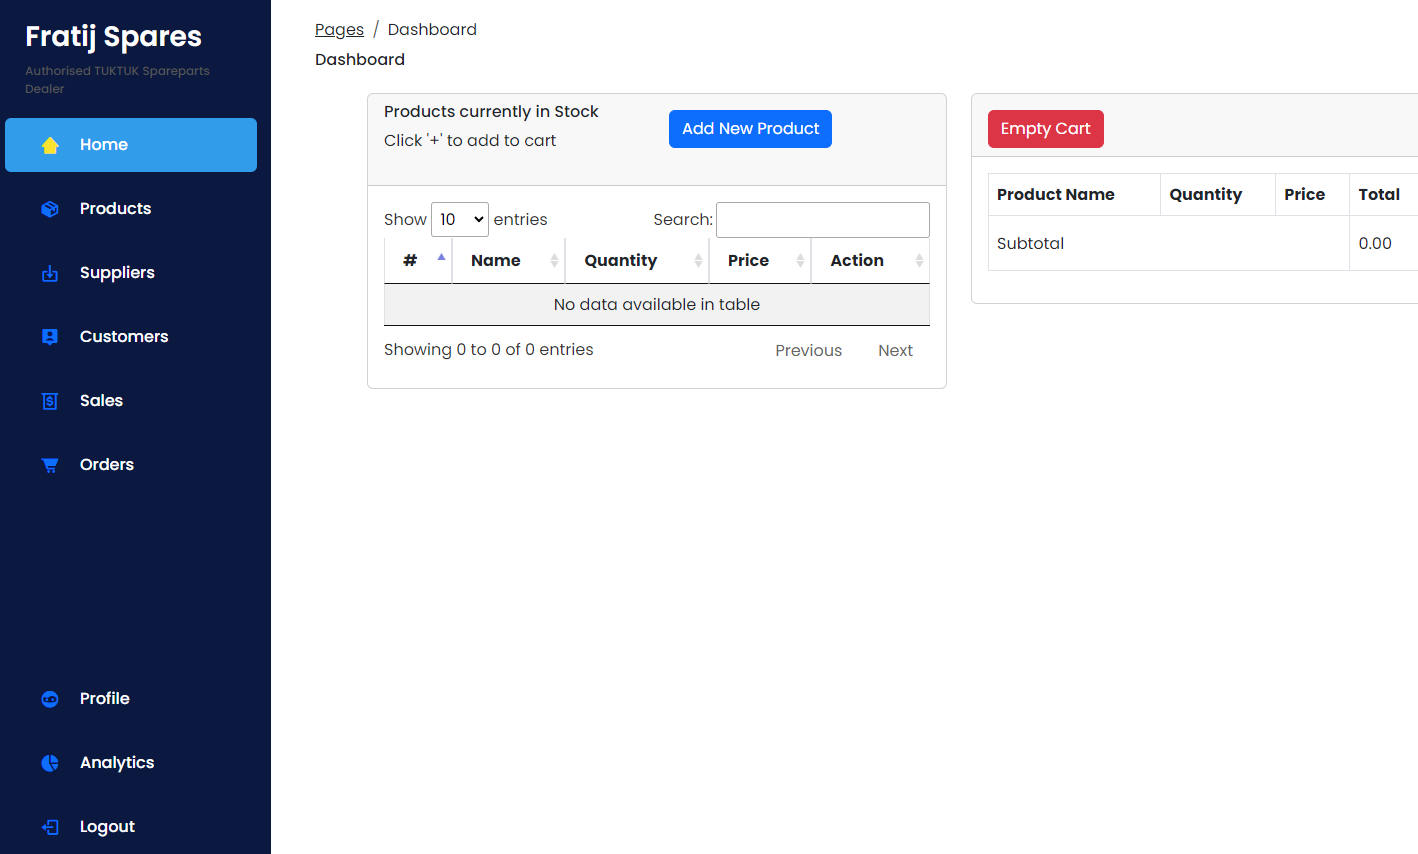 Fratij Spares
Authorised TUKTUK Spareparts
Dealer
Home
Products
Suppliers
Customers
Sales
Orders
Profile
Analytics
Logout
Pages / Dashboard
Dashboard
Products currently in Stock
Click '+' to add to cart
Add New Product
Show 10 entries
Search:
# Name Quantity Price Action
No data available in table
Showing 0 to 0 of 0 entries
Previous Next
Empty Cart
Product Name Quantity Price Total
Subtotal 0.00